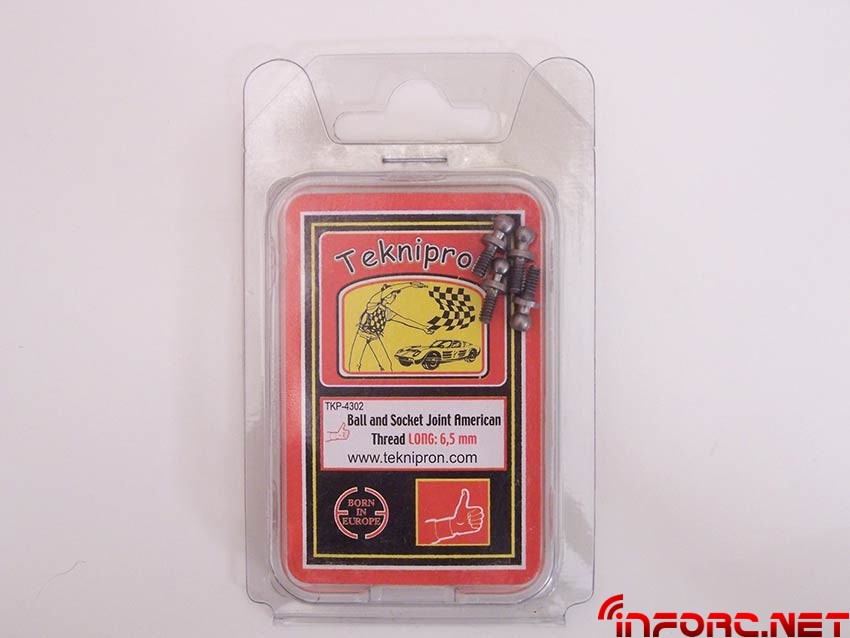 Teknipron
TKP-4302
Ball and Socket Joint American
Thread LONG: 6,5 mm
www.teknipron.com
BORN
IN
EUROPE
INFORC.NET